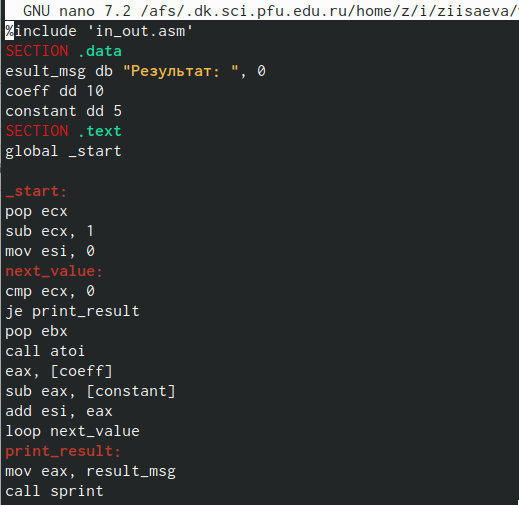 GNU nano 7.2 /afs/.dk.sci.pfu.edu.ru/home/z/i/ziisaeva/
%include 'in_out.asm'
SECTION .data
esult_msg db "Результат: ", 0
coeff dd 10
constant dd 5
SECTION .text
global _start
_start:
pop ecx
sub ecx, 1
mov esi, 0
next_value:
cmp ecx, 0
je print_result
pop ebx
call atoi
eax, [coeff]
sub eax, [constant]
add esi, eax
loop next_value
print_result:
mov eax, result_msg
call sprint